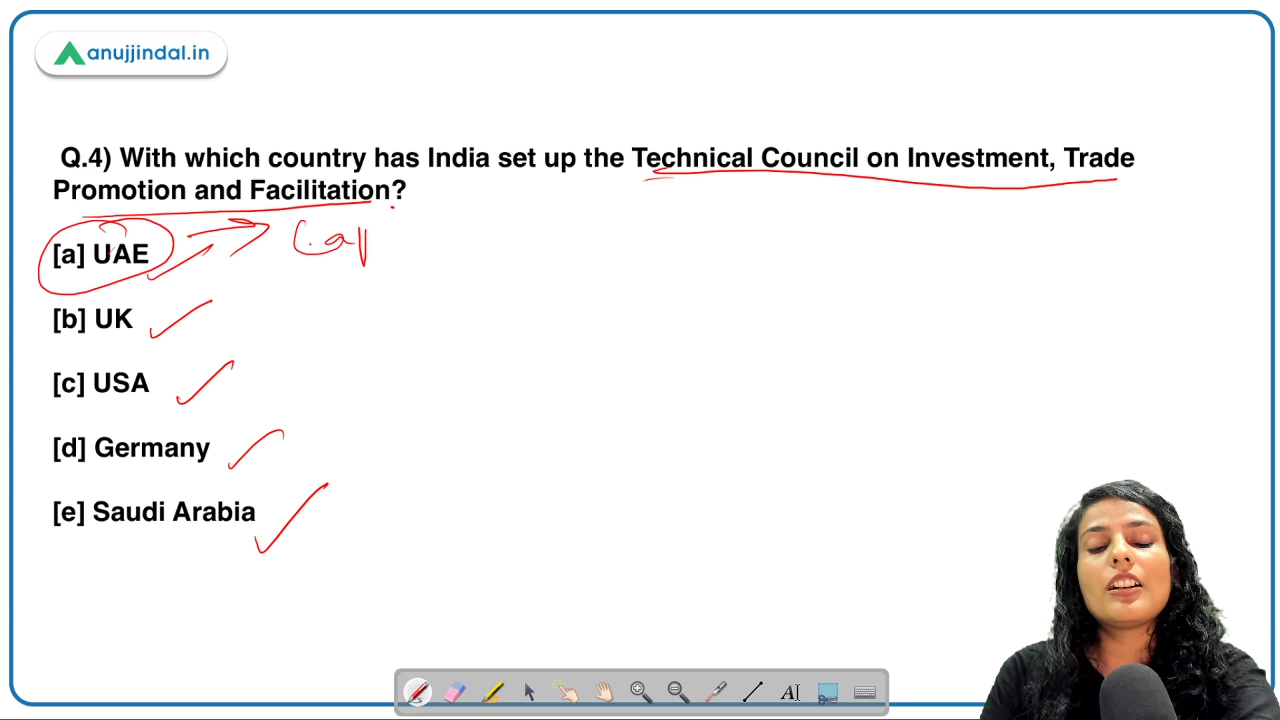 anujjindal.in
Q.4) With which country has India set up the Technical Council on Investment, Trade
Promotion and Facilitation?
[a] UAE
[b] UK
[c] USA
[d] Germany
[e] Saudi Arabia